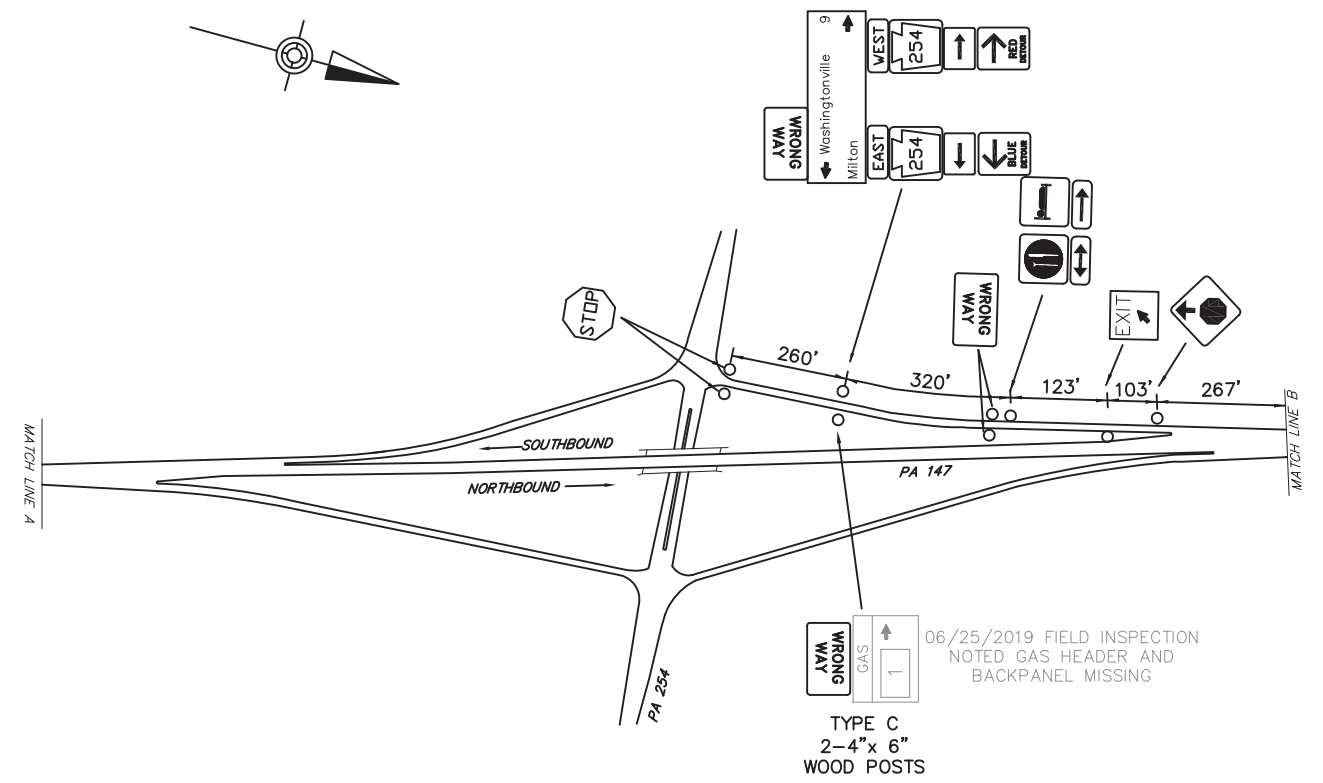 WEST
254
RED
DETOUR
9
Washingtonville
Milton
WRONG
WAY
EAST
254
BLUE
DETOUR
STOP
WRONG
WAY
EXIT
260'
320'
123'
103'
267'
MATCH LINE B
MATCH LINE A
SOUTHBOUND
NORTHBOUND
PA 147
PA 254
WRONG
WAY
GAS
1
06/25/2019 FIELD INSPECTION
NOTED GAS HEADER AND
BACKPANEL MISSING
TYPE C
2-4"x 6"
WOOD POSTS